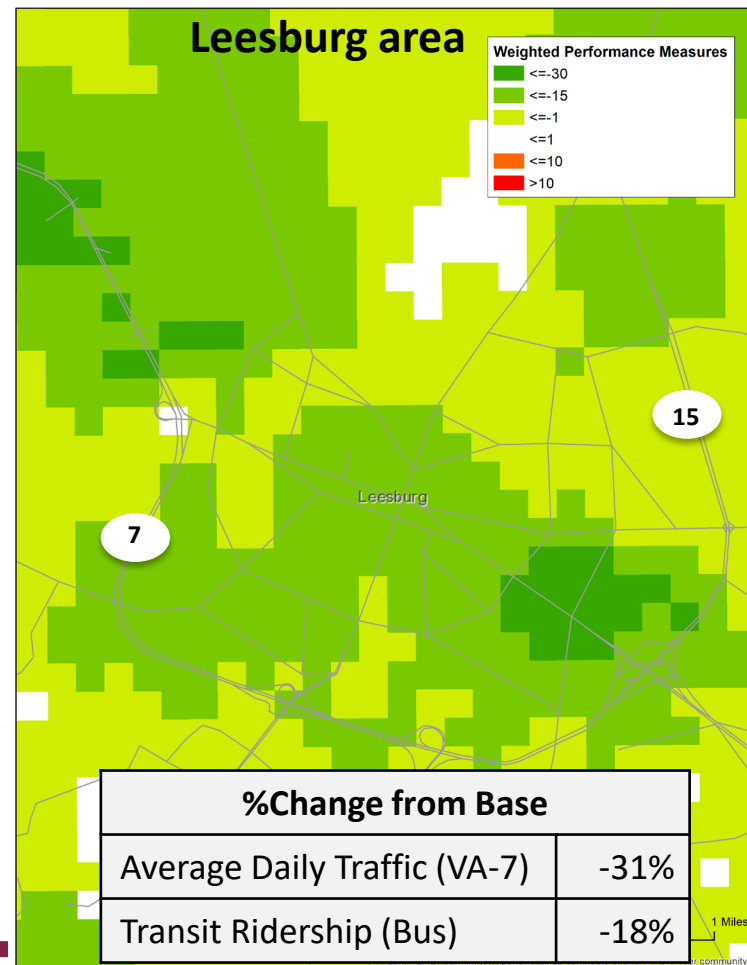 Leesburg area
Weighted Performance Measures
<=-30
<=-15
<=-1
<=1
<=10
>10
15
Leesburg
7
%Change from Base
Average Daily Traffic (VA-7) -31%
Transit Ridership (Bus) -18%
1 Miles
community